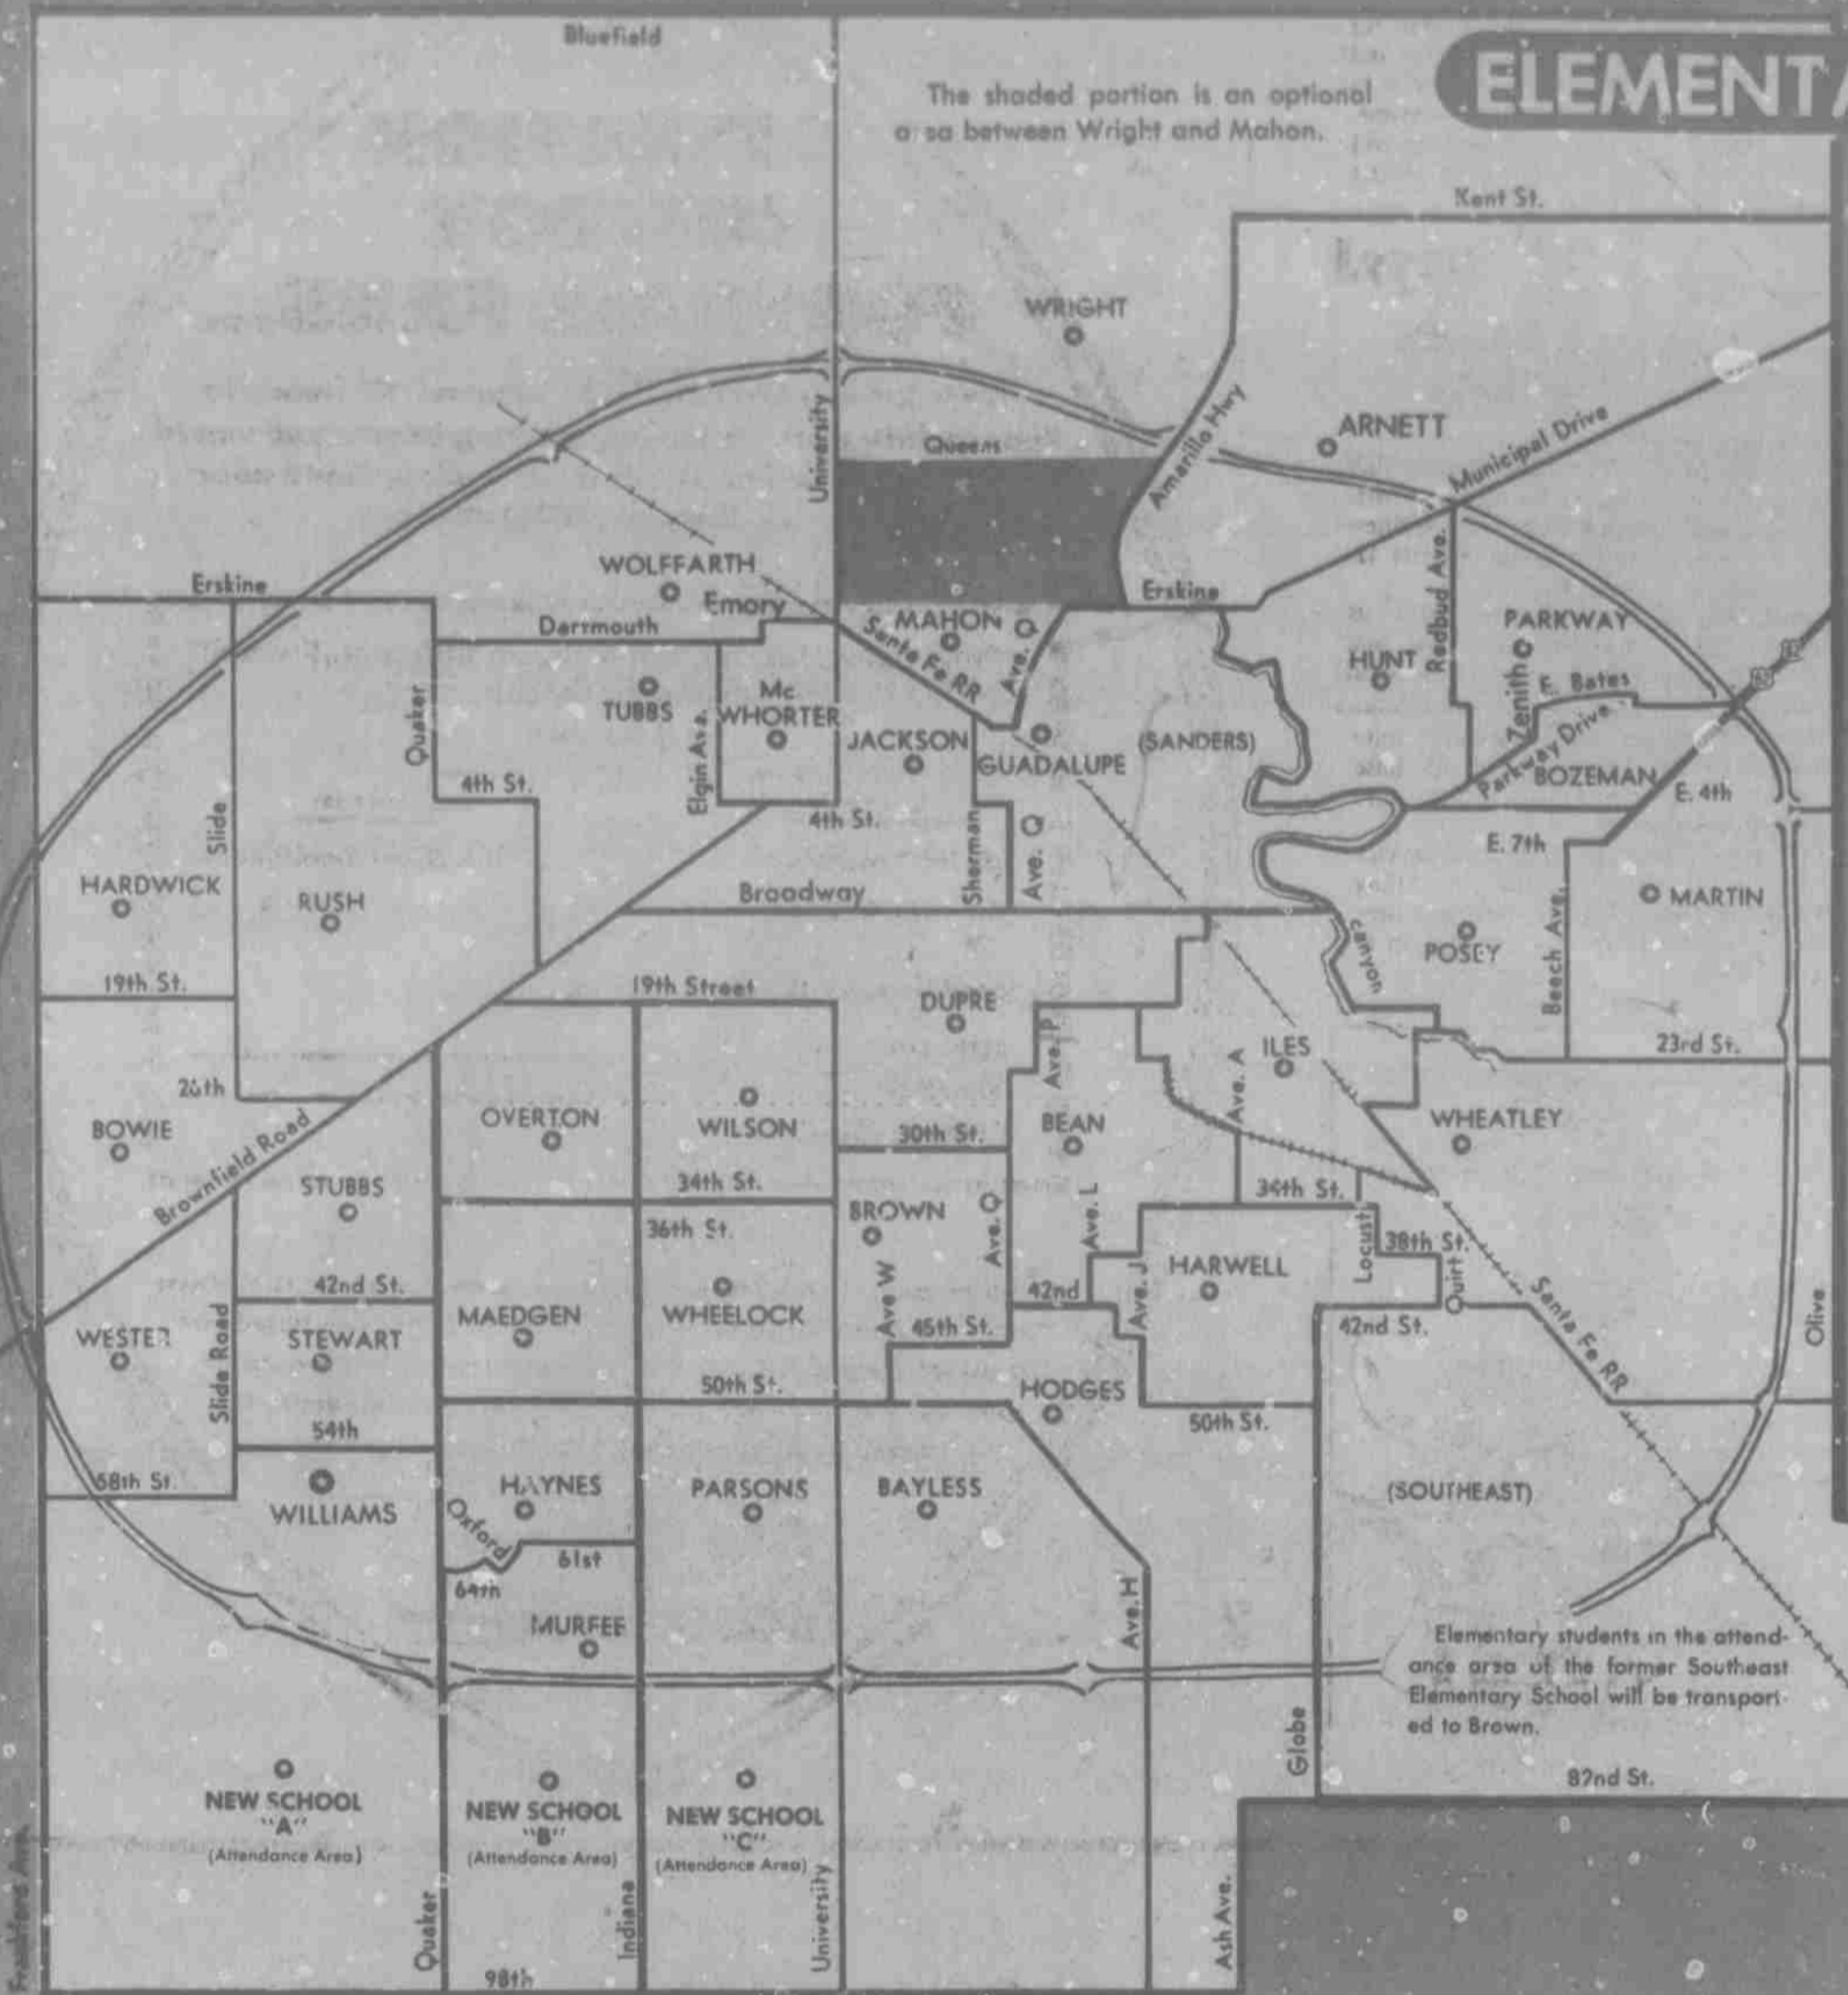 Bluefield
ELEMENTA
The shaded portion is an optional
a sa between Wright and Mahon.
Kent St.
WRIGHT
Amarillo Hwy
ARNETT
Municipal Drive
University
Queens
WOLFFARTH
Erskine
Emory
Dartmouth
MAHON
Santa Fe RR
Ave. Q
Erskine
Redbud Ave.
PARKWAY
HUNT
Zenith
E. Bates
82
Parkway Drive
BOZEMAN
E. 4th
Quaker
TUBBS
Elgin Ave.
Mc
WHORTER
JACKSON
GUADALUPE
(SANDERS)
4th St.
4th St.
Slide
Sherman
Ave. Q
E. 7th
HARDWICK
RUSH
Broadway
MARTIN
Beech Ave.
POSEY
canyon
19th St.
19th Street
DUPRE
Ave. P
ILES
Ave. A
23rd St.
26th
BOWIE
Brownfield Road
OVERTON
WILSON
30th St.
BEAN
WHEATLEY
STUBBS
34th St.
34th St.
36th St.
BROWN
Ave. Q
Ave. L
Locust
38th St.
HARWELL
Quirt
42nd St.
MAEDGEN
WHEELOCK
Ave W
42nd
Ave. J
Santa Fe RR
WESTER
Slide Road
STEWART
45th St.
42nd St.
Olive
50th St.
HODGES
50th St.
54th
58th St.
WILLIAMS
HAYNES
PARSONS
BAYLESS
(SOUTHEAST)
Oxford
61st
64th
MURFEE
Ave. H
Elementary students in the attend-
ance area of the former Southeast
Elementary School will be transport-
ed to Brown.
Globe
87nd St.
NEW SCHOOL
"A"
(Attendance Area)
NEW SCHOOL
"B"
(Attendance Area)
NEW SCHOOL
"C"
(Attendance Area)
Frankford Ave.
Quaker
Indiana
University
Ash Ave.
98th